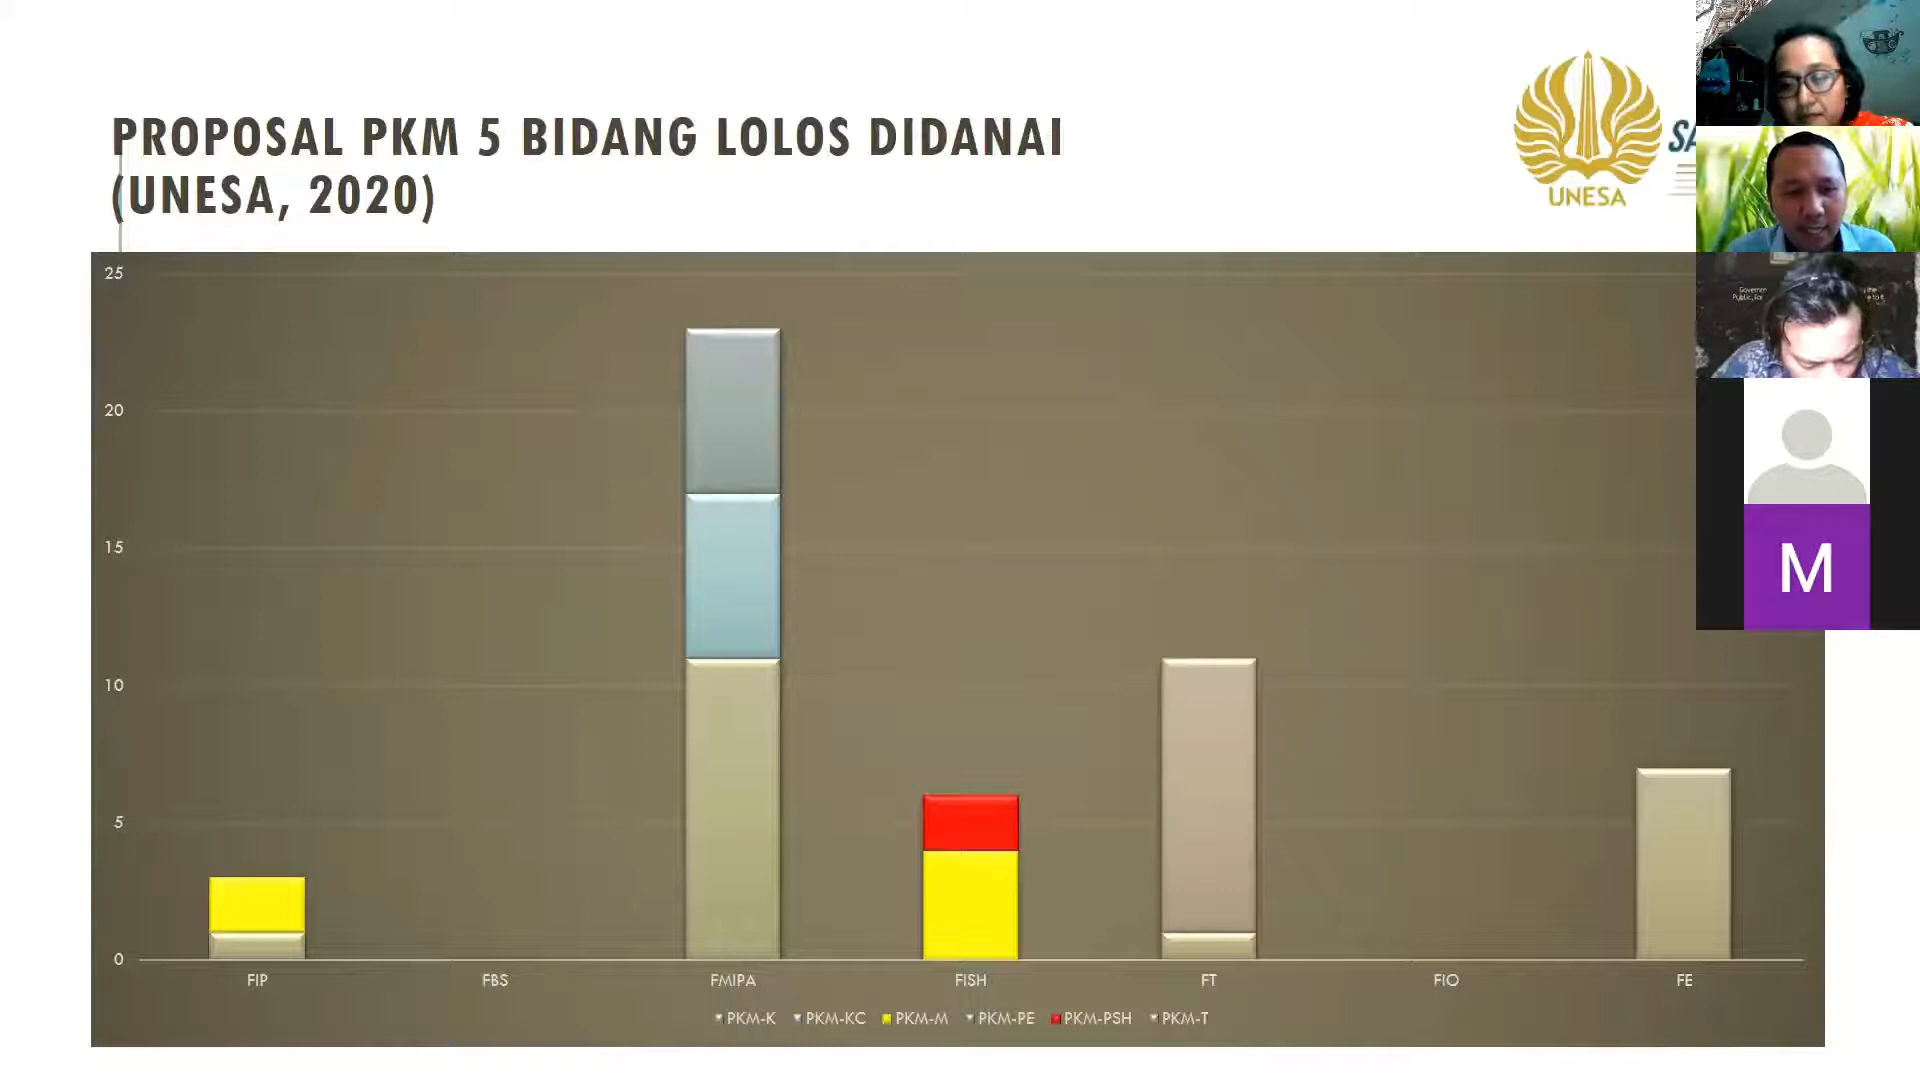 PROPOSAL PKM 5 BIDANG LOLOS DIDANAI
(UNESA, 2020)
UNESA
SA
25
20
15
10
5
0
FIP FBS FMIPA FISH FT FIO FE
PKM-K PKM-KC PKM-M PKM-PE PKM-PSH PKM-T
M